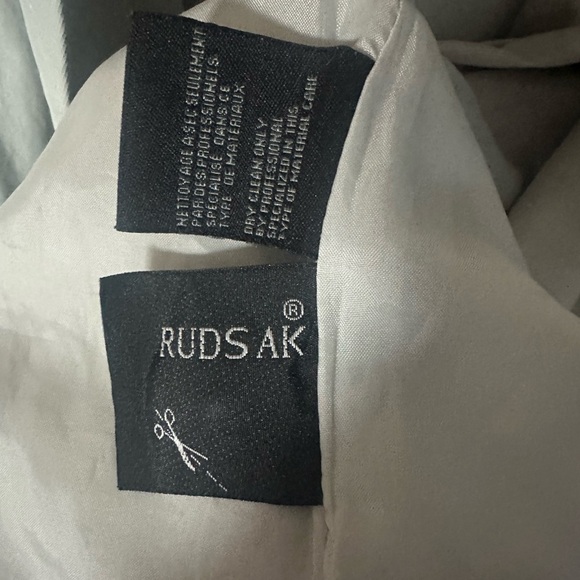 NETTOYAGE A SEC SEULEMENT
PAR DES PROFESSIONELS
SPECIALISÉ DANS CE
TYPE DE MATERIAUX
DRY CLEAN ONLY
BY PROFESSIONAL
SPECIALIZED IN THIS
TYPE OF MATERIAL CARE
RUDSAK®